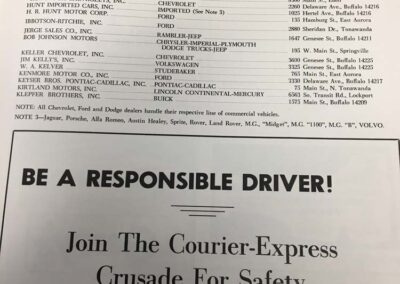 HUNT IMPORTED CARS, INC. CHEVROLET 2260 Delaware Ave., Buffalo 14216
H. R. HUNT MOTOR CORP. IMPORTED (See Note 3) 1025 Hertel Ave., Buffalo 14216
FORD 135 Hamburg St., East Aurora
IBBOTSON-RITCHIE, INC. FORD
2980 Sheridan Dr., Tonawanda
JERGE SALES CO., INC. RAMBLER-JEEP 1647 Genesee St., Buffalo 14211
BOB JOHNSON MOTORS CHRYSLER-IMPERIAL-PLYMOUTH
DODGE TRUCKS-JEEP 195 W. Main St., Springville
KELLER CHEVROLET, INC. CHEVROLET 3600 Genesee St., Buffalo 14225
JIM KELLY'S, INC. VOLKSWAGEN 3325 Genesee St., Buffalo 14225
W. A. KELVER STUDEBAKER 765 Main St., East Aurora
KENMORE MOTOR CO., INC. FORD 3330 Delaware Ave., Buffalo 14217
KEYSER BROS. PONTIAC-CADILLAC, INC. PONTIAC-CADILLAC 75 Main St., N. Tonawanda
KIRTLAND MOTORS, INC. LINCOLN CONTINENTAL-MERCURY 6563 So. Transit Rd., Lockport
KLEPFER BROTHERS, INC. BUICK 1575 Main St., Buffalo 14209
NOTE: All Chevrolet, Ford and Dodge dealers handle their respective line of commercial vehicles.
NOTE 3—Jaguar, Porsche, Alfa Romeo, Austin Healey, Sprite, Rover, Land Rover, M.G., "Midget", M.G. "1100", M.G. "B", VOLVO.
BE A RESPONSIBLE DRIVER!
Join The Courier-Express
Crusade For Safety